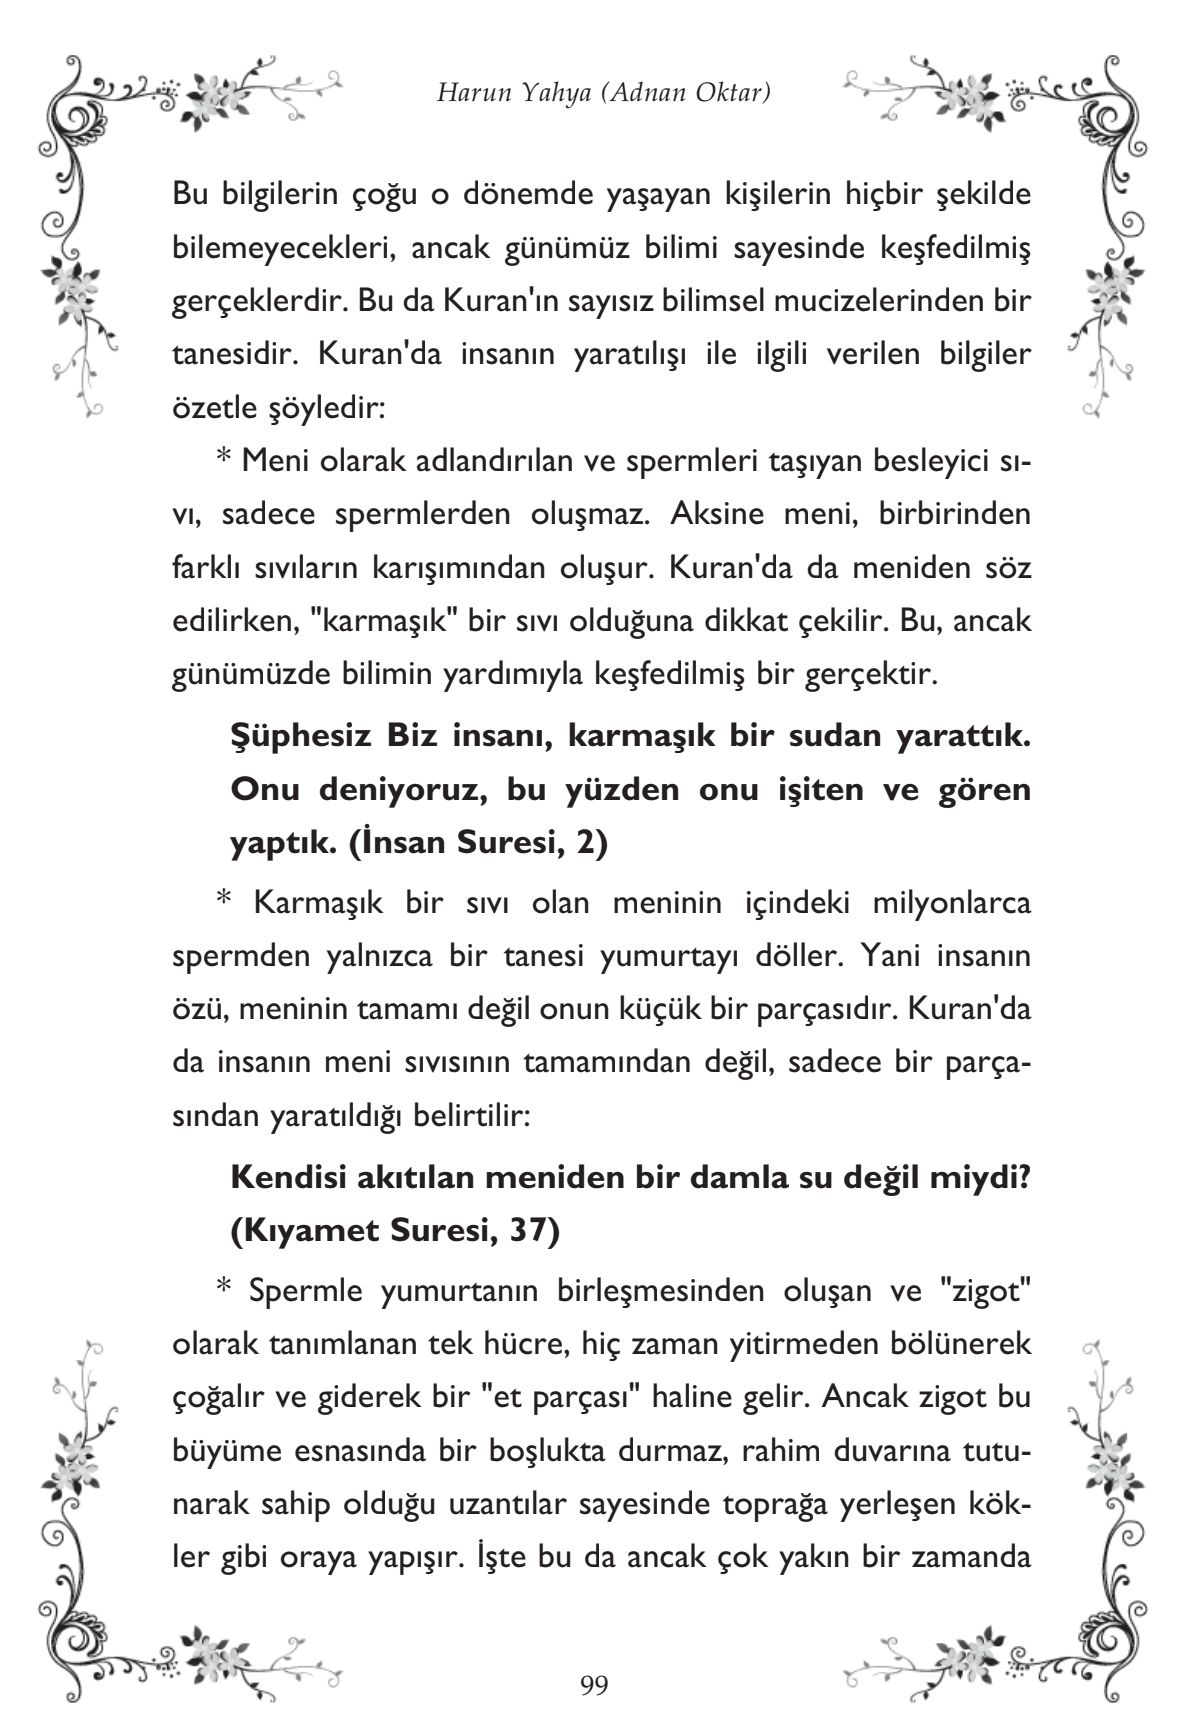 Harun Yahya (Adnan Oktar)
Bu bilgilerin çoğu o dönemde yaşayan kişilerin hiçbir şekilde
bilemeyecekleri, ancak günümüz bilimi sayesinde keşfedilmiş
gerçeklerdir. Bu da Kuran'ın sayısız bilimsel mucizelerinden bir
tanesidir. Kuran'da insanın yaratılışı ile ilgili verilen bilgiler
özetle şöyledir:
* Meni olarak adlandırılan ve spermleri taşıyan besleyici sı-
vı, sadece spermlerden oluşmaz. Aksine meni, birbirinden
farklı sıvıların karışımından oluşur. Kuran'da da meniden söz
edilirken, "karmaşık" bir sıvı olduğuna dikkat çekilir. Bu, ancak
günümüzde bilimin yardımıyla keşfedilmiş bir gerçektir.
Şüphesiz Biz insanı, karmaşık bir sudan yarattık.
Onu deniyoruz, bu yüzden onu işiten ve gören
yaptık. (İnsan Suresi, 2)
* Karmaşık bir sıvı olan meninin içindeki milyonlarca
spermden yalnızca bir tanesi yumurtayı döller. Yani insanın
özü, meninin tamamı değil onun küçük bir parçasıdır. Kuran'da
da insanın meni sıvısının tamamından değil, sadece bir parça-
sından yaratıldığı belirtilir:
Kendisi akıtılan meniden bir damla su değil miydi?
(Kıyamet Suresi, 37)
* Spermle yumurtanın birleşmesinden oluşan ve "zigot"
olarak tanımlanan tek hücre, hiç zaman yitirmeden bölünerek
çoğalır ve giderek bir "et parçası" haline gelir. Ancak zigot bu
büyüme esnasında bir boşlukta durmaz, rahim duvarına tutu-
narak sahip olduğu uzantılar sayesinde toprağa yerleşen kök-
ler gibi oraya yapışır. İşte bu da ancak çok yakın bir zamanda
99